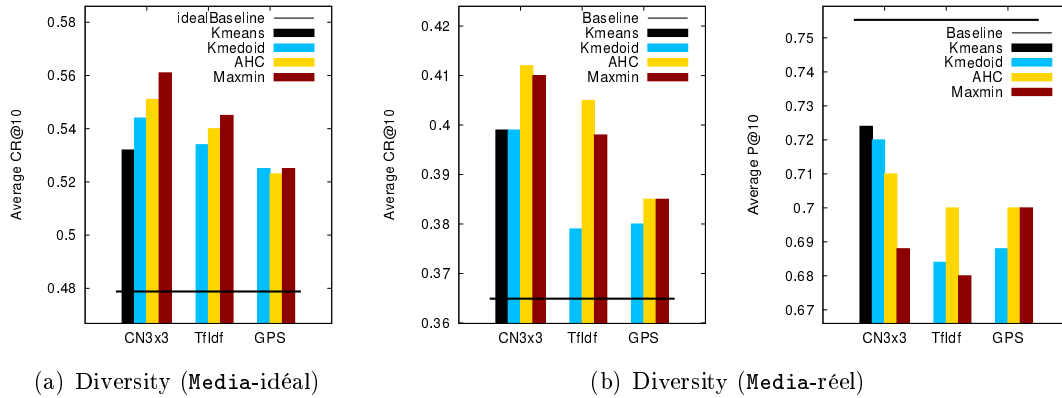 Average CR@10
0.58
0.56
0.54
0.52
0.5
0.48
idealBaseline
Kmeans
Kmedoid
AHC
Maxmin
CN3x3
TfIdf
GPS
(a) Diversity (Media-idéal)
Average CR@10
0.42
0.41
0.4
0.39
0.38
0.37
0.36
Baseline
Kmeans
Kmedoid
AHC
Maxmin
CN3x3
TfIdf
GPS
Average P@10
0.75
0.74
0.73
0.72
0.71
0.7
0.69
0.68
0.67
Baseline
Kmeans
Kmedoid
AHC
Maxmin
CN3x3
TfIdf
GPS
(b) Diversity (Media-réel)